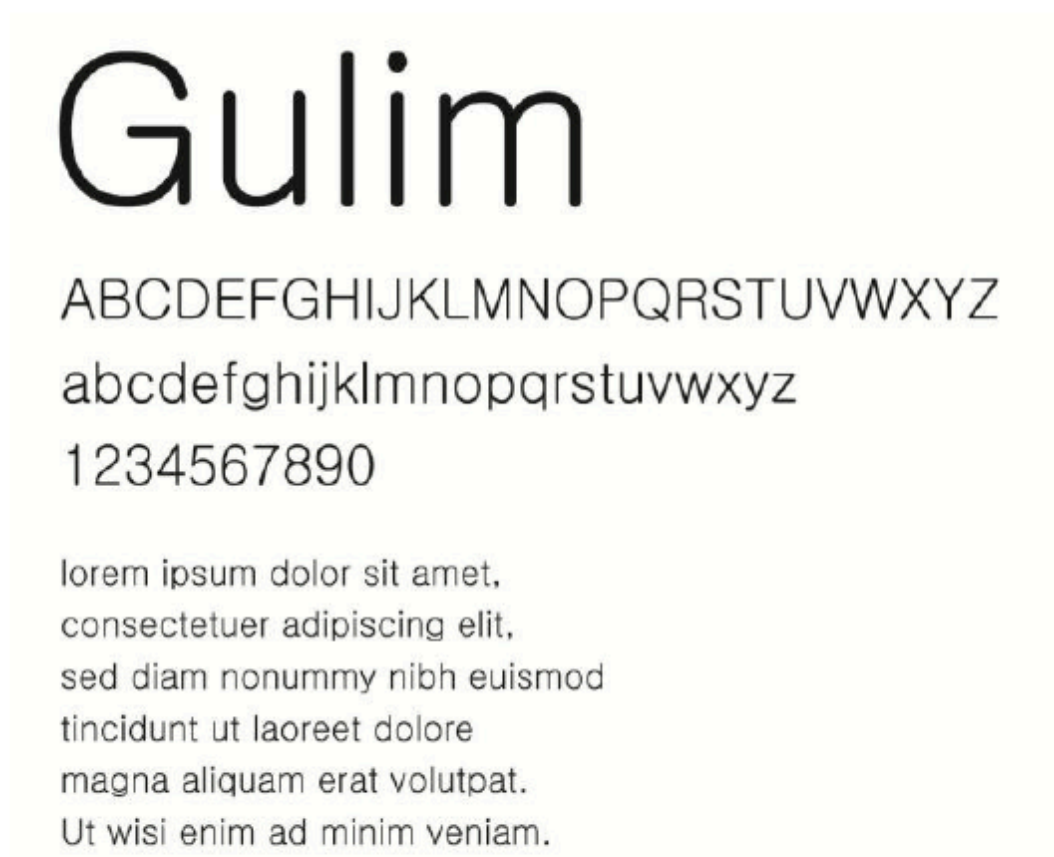 Gulim
ABCDEFGHIJKLMNOPQRSTUVWXYZ
abcdefghijklmnopqrstuvwxyz
1234567890
lorem ipsum dolor sit amet,
consectetuer adipiscing elit,
sed diam nonummy nibh euismod
tincidunt ut laoreet dolore
magna aliquam erat volutpat.
Ut wisi enim ad minim veniam.